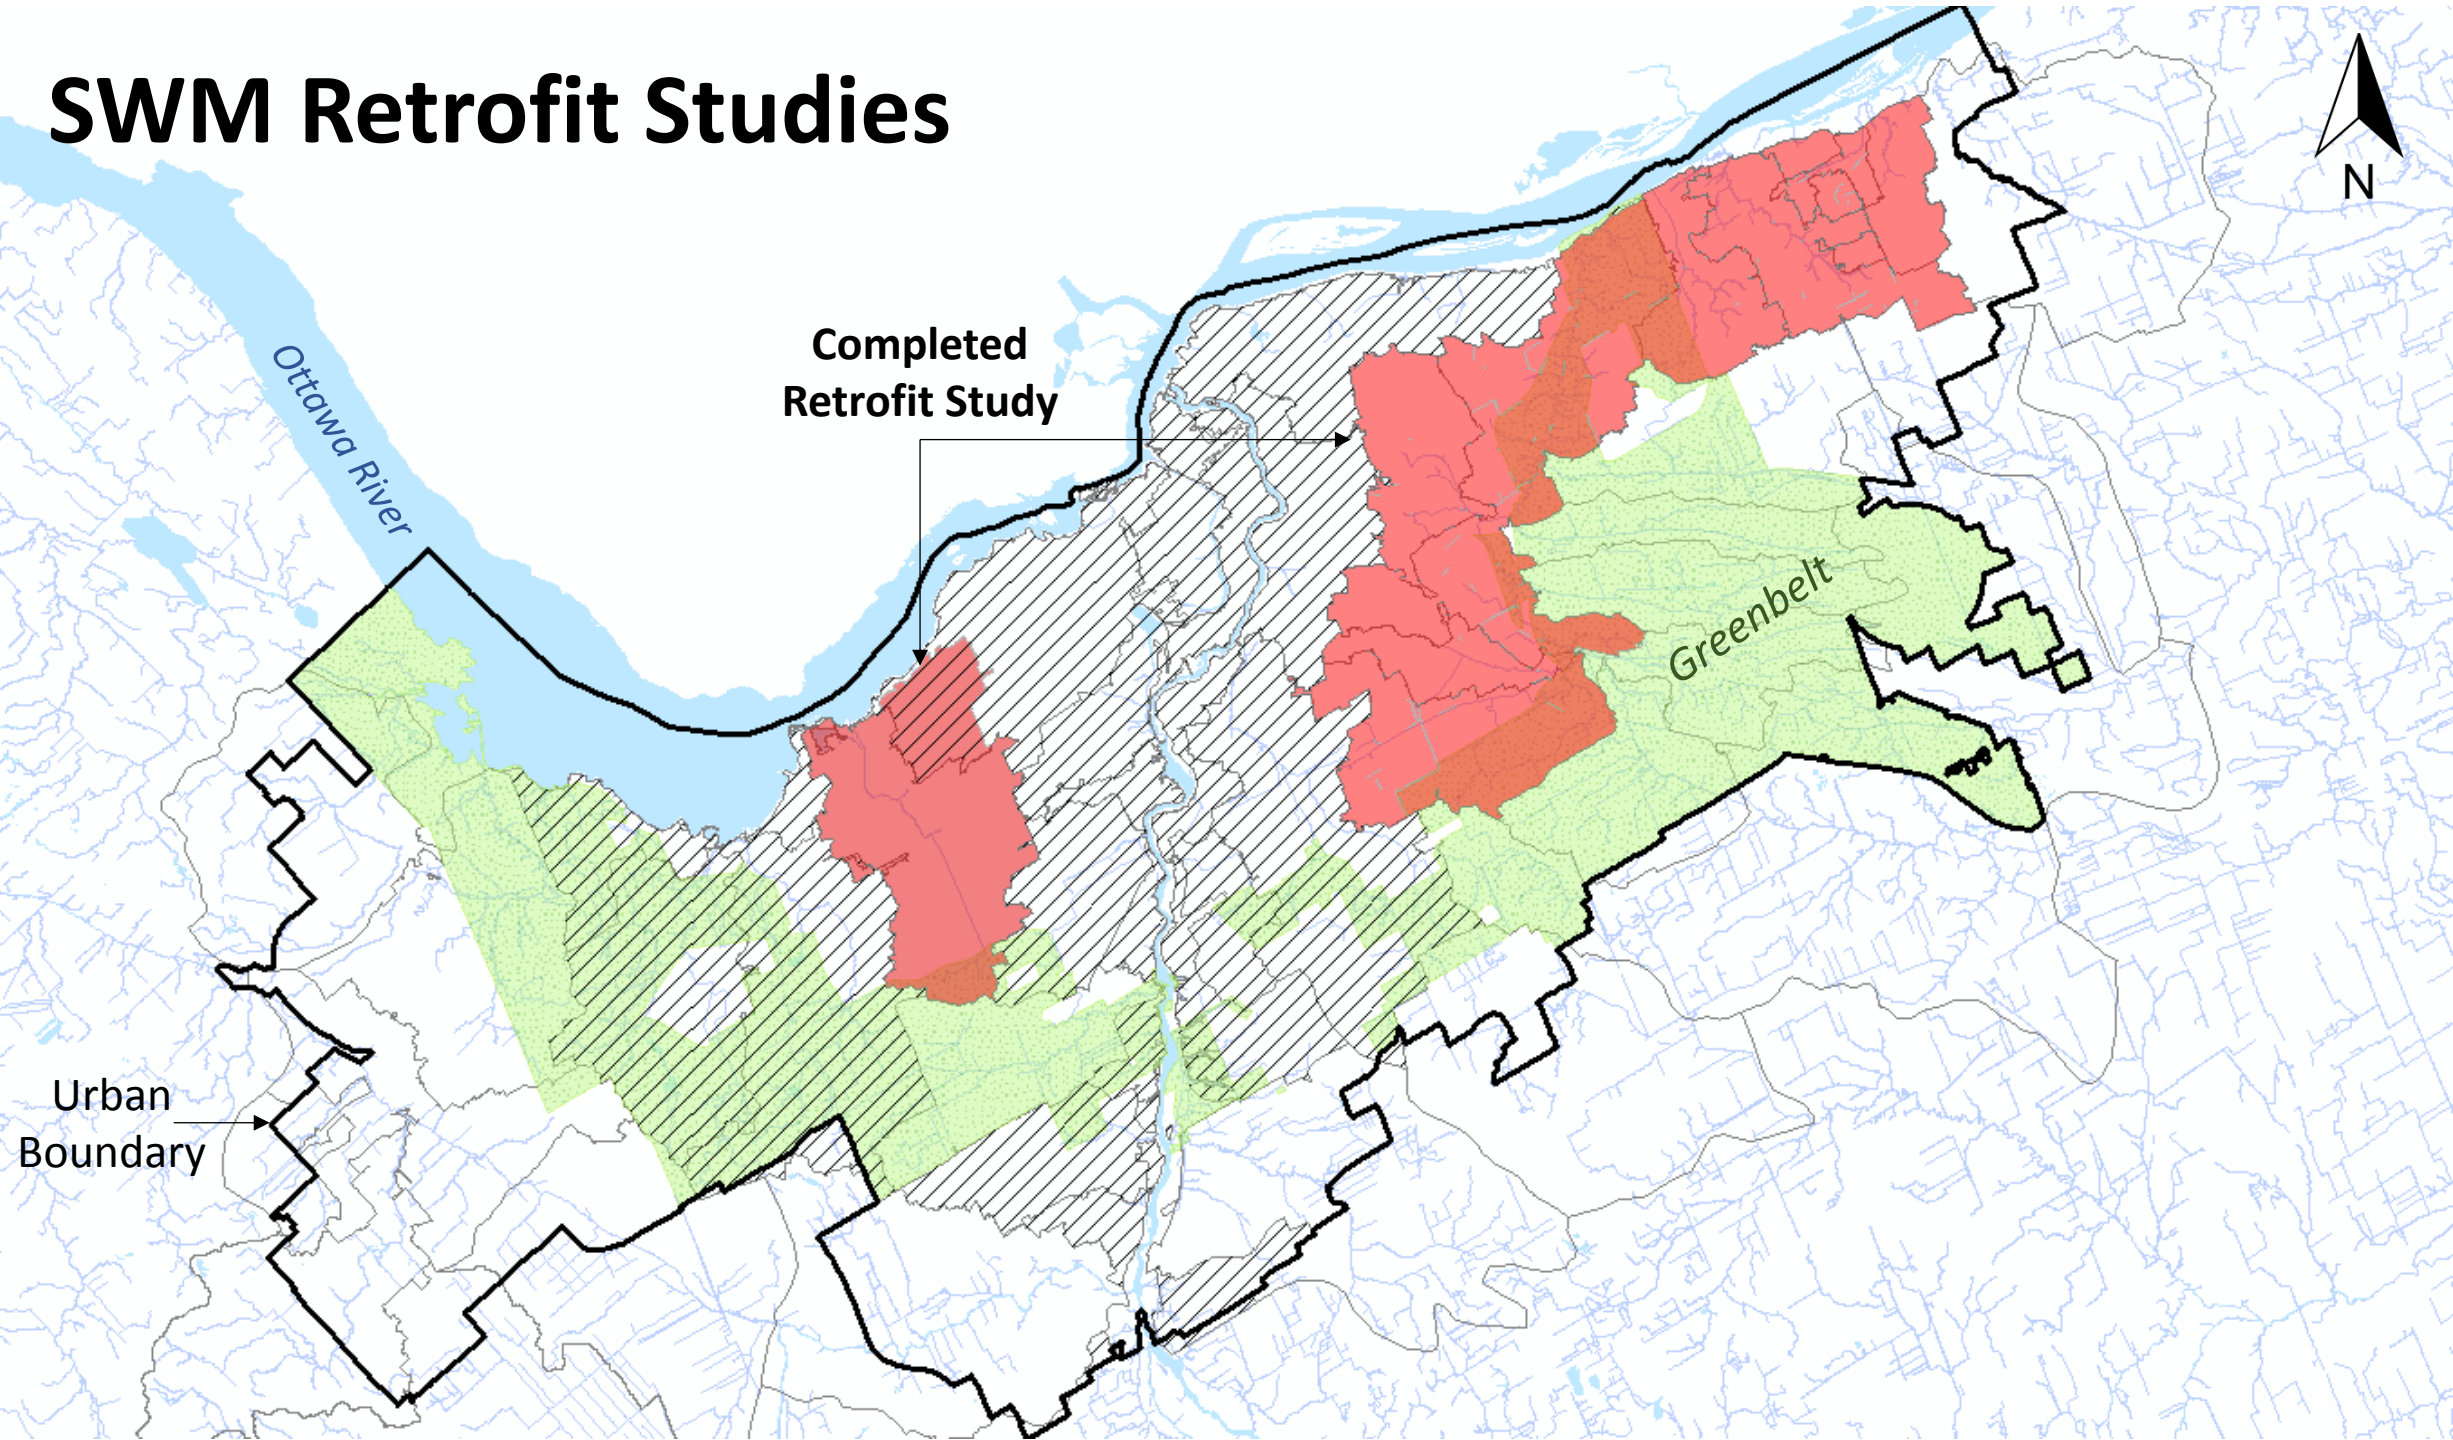 SWM Retrofit Studies
N
Ottawa River
Completed
Retrofit Study
Greenbelt
Urban
Boundary